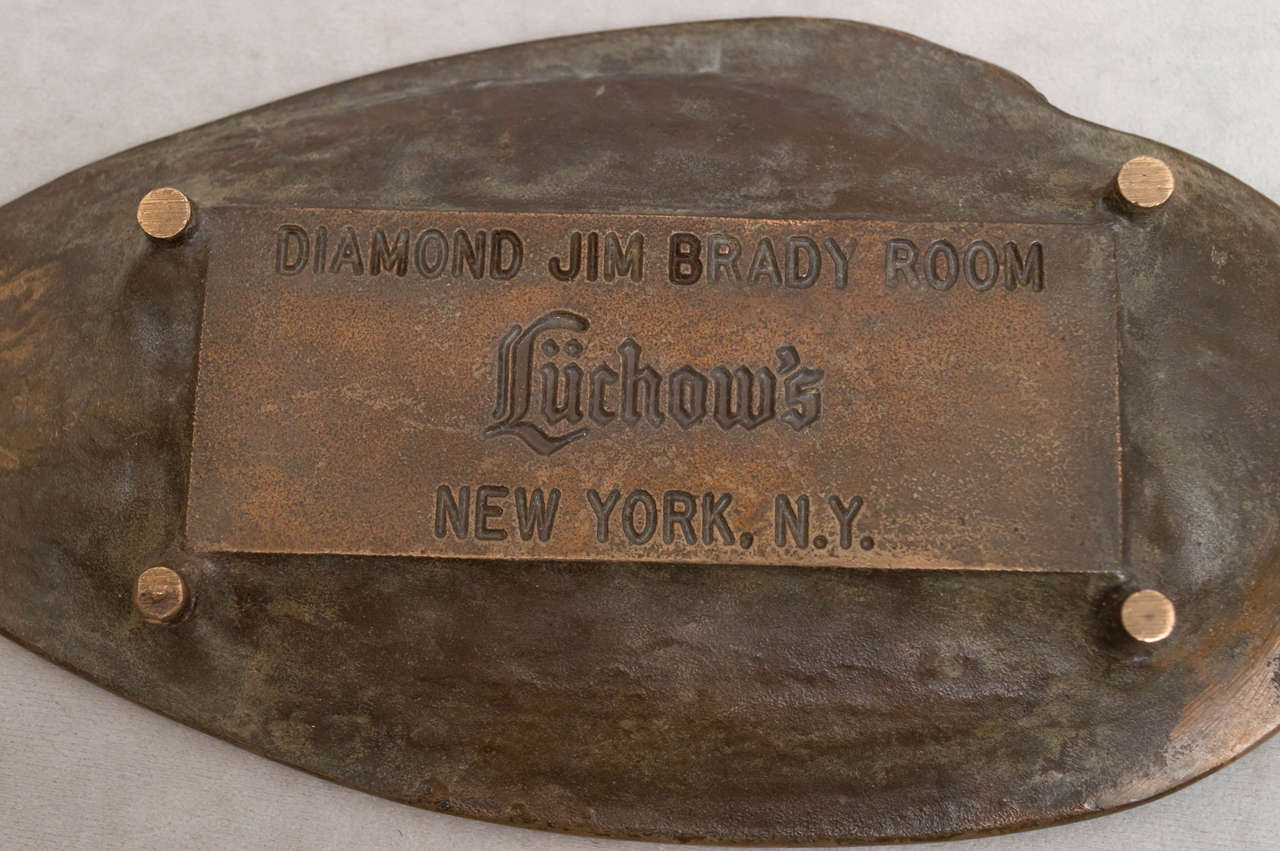 DIAMOND JIM BRADY ROOM
Lüchow's
NEW YORK, N.Y.